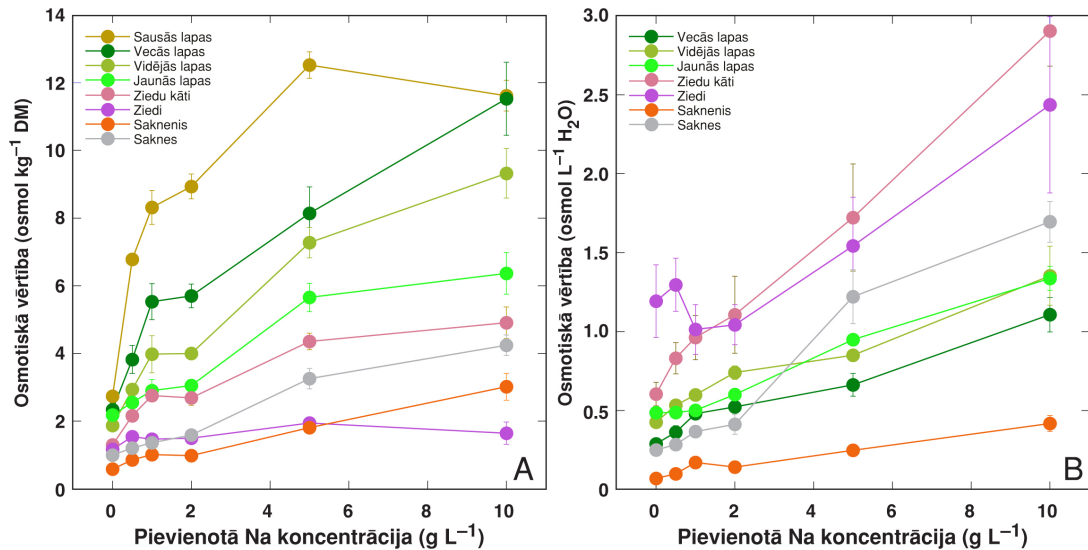 14
12
10
8
6
4
2
0
Osmotiskā vērtība (osmol kg⁻¹ DM)
Sausās lapas
Vecās lapas
Vidējās lapas
Jaunās lapas
Ziedu kāti
Ziedi
Saknenis
Saknes
A
0 2 4 6 8 10
Pievienotā Na koncentrācija (g L⁻¹)
3.0
2.5
2.0
1.5
1.0
0.5
0.0
Osmotiskā vērtība (osmol L⁻¹ H₂O)
Vecās lapas
Vidējās lapas
Jaunās lapas
Ziedu kāti
Ziedi
Saknenis
Saknes
B
0 2 4 6 8 10
Pievienotā Na koncentrācija (g L⁻¹)